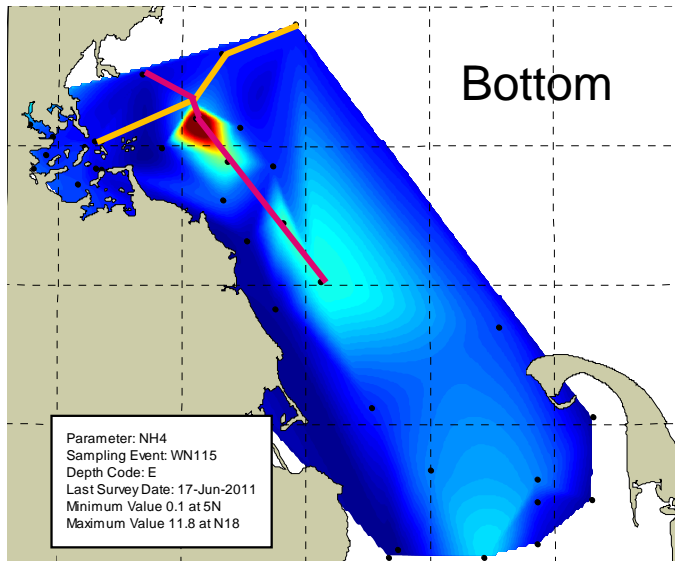 Bottom
Parameter: NH4
Sampling Event: WN115
Depth Code: E
Last Survey Date: 17-Jun-2011
Minimum Value 0.1 at 5N
Maximum Value 11.8 at N18